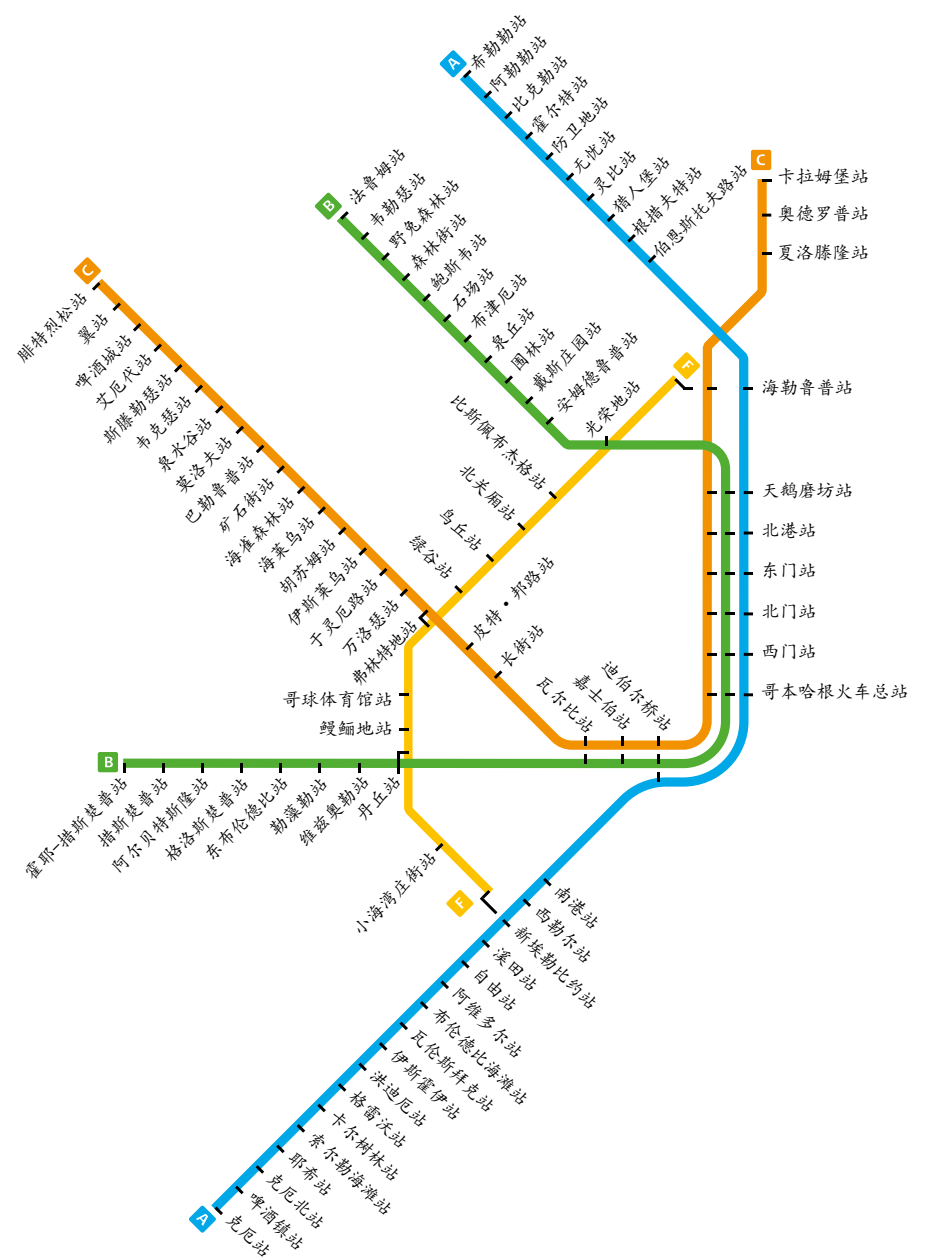 A
希勒勒站
阿勒勒站
比克勒站
霍尔特站
防卫地站
无忧站
灵比站
猎人堡站
根措夫特站
伯恩斯托夫路站
C
卡拉姆堡站
奥德罗普站
夏洛滕隆站
B
法鲁姆站
韦勒瑟站
野兔森林站
森林街站
鲍斯韦站
石场站
布津厄站
泉丘站
围林站
戴斯庄园站
安姆德鲁普站
C
腓特烈松站
翼站
啤酒城站
艾厄代站
斯滕勒瑟站
韦克瑟站
泉水谷站
莫洛夫站
巴勒鲁普站
矿石街站
海雀森林站
海莱乌站
胡苏姆站
伊斯莱乌站
于灵厄路站
万洛瑟站
弗林特地站
皮特·邦路站
长街站
瓦尔比站
嘉士伯站
迪伯尔桥站
F
光荣地站
比斯佩布杰格站
北关厢站
鸟丘站
绿谷站
海勒鲁普站
天鹅磨坊站
北港站
东门站
北门站
西门站
哥本哈根火车总站
哥球体育馆站
鳗鲡地站
B
霍耶-措斯楚普站
措斯楚普站
阿尔贝特斯隆站
格洛斯楚普站
东布伦德比站
勒藻勒站
维兹奥勒站
丹丘站
小海湾庄街站
F
南港站
西勒尔站
新埃勒比约站
溪田站
自由站
阿维多尔站
布伦德比海滩站
瓦伦斯拜克站
伊斯霍伊站
洪迪厄站
格雷沃站
卡尔树林站
索尔勒海滩站
耶希站
克厄北站
啤酒镇站
克厄站
A